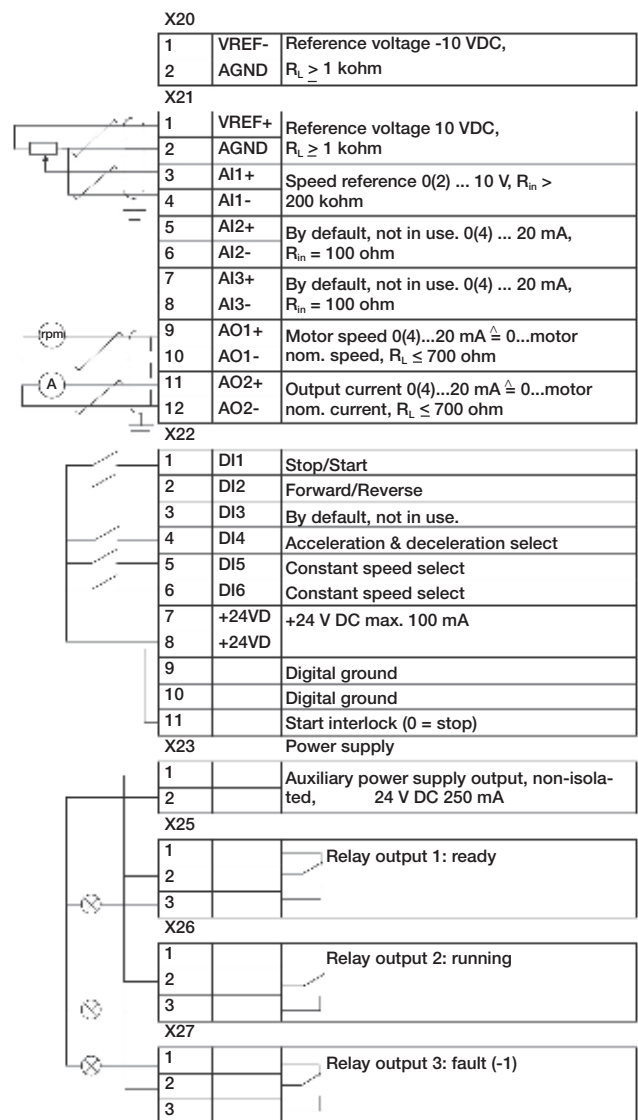 X20
1 VREF- Reference voltage -10 VDC,
2 AGND R_L ≥ 1 kohm
X21
1 VREF+ Reference voltage 10 VDC,
2 AGND R_L ≥ 1 kohm
3 AI1+ Speed reference 0(2) ... 10 V, R_in >
4 AI1- 200 kohm
5 AI2+ By default, not in use. 0(4) ... 20 mA,
6 AI2- R_in = 100 ohm
7 AI3+ By default, not in use. 0(4) ... 20 mA,
8 AI3- R_in = 100 ohm
rpm 9 AO1+ Motor speed 0(4)...20 mA ≙ 0...motor
10 AO1- nom. speed, R_L ≤ 700 ohm
A 11 AO2+ Output current 0(4)...20 mA ≙ 0...motor
12 AO2- nom. current, R_L ≤ 700 ohm
X22
1 DI1 Stop/Start
2 DI2 Forward/Reverse
3 DI3 By default, not in use.
4 DI4 Acceleration & deceleration select
5 DI5 Constant speed select
6 DI6 Constant speed select
7 +24VD +24 V DC max. 100 mA
8 +24VD
9 Digital ground
10 Digital ground
11 Start interlock (0 = stop)
X23 Power supply
1 Auxiliary power supply output, non-isola-
2 ted, 24 V DC 250 mA
X25
1 Relay output 1: ready
2
3
X26
1 Relay output 2: running
2
3
X27
1 Relay output 3: fault (-1)
2
3